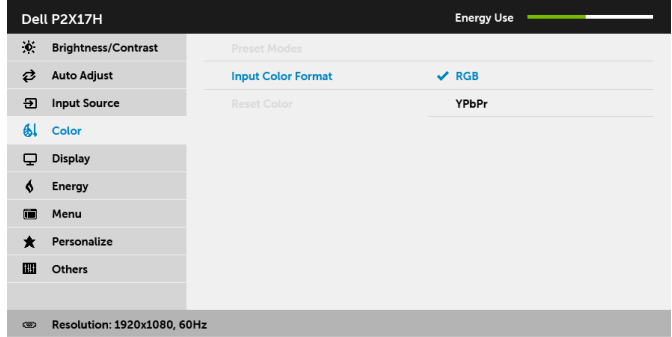 Dell P2X17H Energy Use
Brightness/Contrast Preset Modes
Auto Adjust Input Color Format RGB
Input Source Reset Color YPbPr
Color
Display
Energy
Menu
Personalize
Others
Resolution: 1920x1080, 60Hz